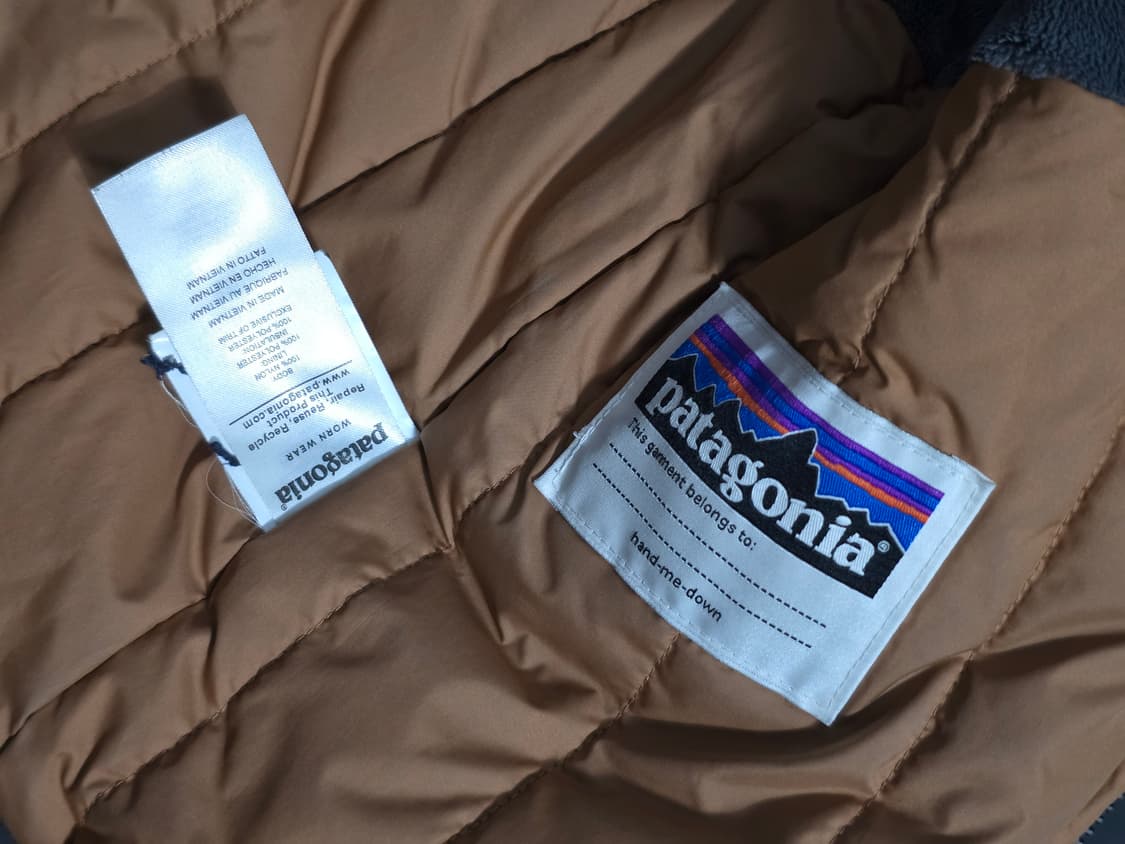 patagonia®
WORN WEAR
Repair, Reuse, Recycle
This Product
www.patagonia.com
BODY
100% NYLON
LINING:
100% POLYESTER
INSULATION:
100% POLYESTER
EXCLUSIVE OF TRIM
MADE IN VIETNAM
FABRIQUE AU VIETNAM
HECHO EN VIETNAM
FATTO IN VIETNAM
patagonia®
This garment belongs to:
hand-me-down